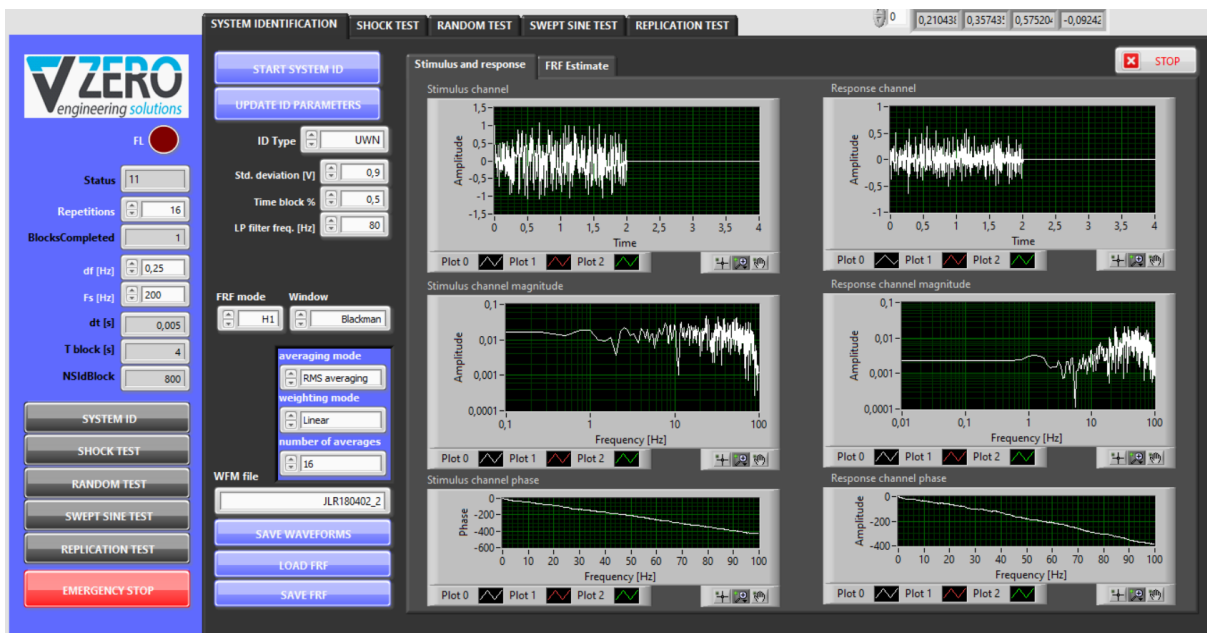 SYSTEM IDENTIFICATION SHOCK TEST RANDOM TEST SWEPT SINE TEST REPLICATION TEST
0 0,210438 0,357435 0,575204 -0,09242
VZERO
engineering solutions
FL
Status 11
Repetitions 16
BlocksCompleted 1
df [Hz] 0,25
Fs [Hz] 200
dt [s] 0,005
T block [s] 4
NSIdBlock 800
SYSTEM ID
SHOCK TEST
RANDOM TEST
SWEPT SINE TEST
REPLICATION TEST
EMERGENCY STOP
START SYSTEM ID
UPDATE ID PARAMETERS
ID Type UWN
Std. deviation [V] 0,9
Time block % 0,5
LP filter freq. [Hz] 80
FRF mode Window
H1 Blackman
averaging mode
RMS averaging
weighting mode
Linear
number of averages
16
WFM file
JLR180402_2
SAVE WAVEFORMS
LOAD FRF
SAVE FRF
Stimulus and response FRF Estimate
STOP
Stimulus channel
Amplitude
1,5
1
0,5
0
-0,5
-1
-1,5
0 0,5 1 1,5 2 2,5 3 3,5 4
Time
Plot 0 Plot 1 Plot 2
Response channel
Amplitude
1
0,5
0
-0,5
-1
0 0,5 1 1,5 2 2,5 3 3,5 4
Time
Plot 0 Plot 1 Plot 2
Stimulus channel magnitude
Amplitude
0,1
0,01
0,001
0,0001
0,1 1 10 100
Frequency [Hz]
Plot 0 Plot 1 Plot 2
Response channel magnitude
Amplitude
0,1
0,01
0,001
0,0001
0,01 0,1 1 10 100
Frequency [Hz]
Plot 0 Plot 1 Plot 2
Stimulus channel phase
Phase
0
-200
-400
-600
0 10 20 30 40 50 60 70 80 90 100
Frequency [Hz]
Plot 0 Plot 1 Plot 2
Response channel phase
Amplitude
0
-200
-400
0 10 20 30 40 50 60 70 80 90 100
Frequency [Hz]
Plot 0 Plot 1 Plot 2